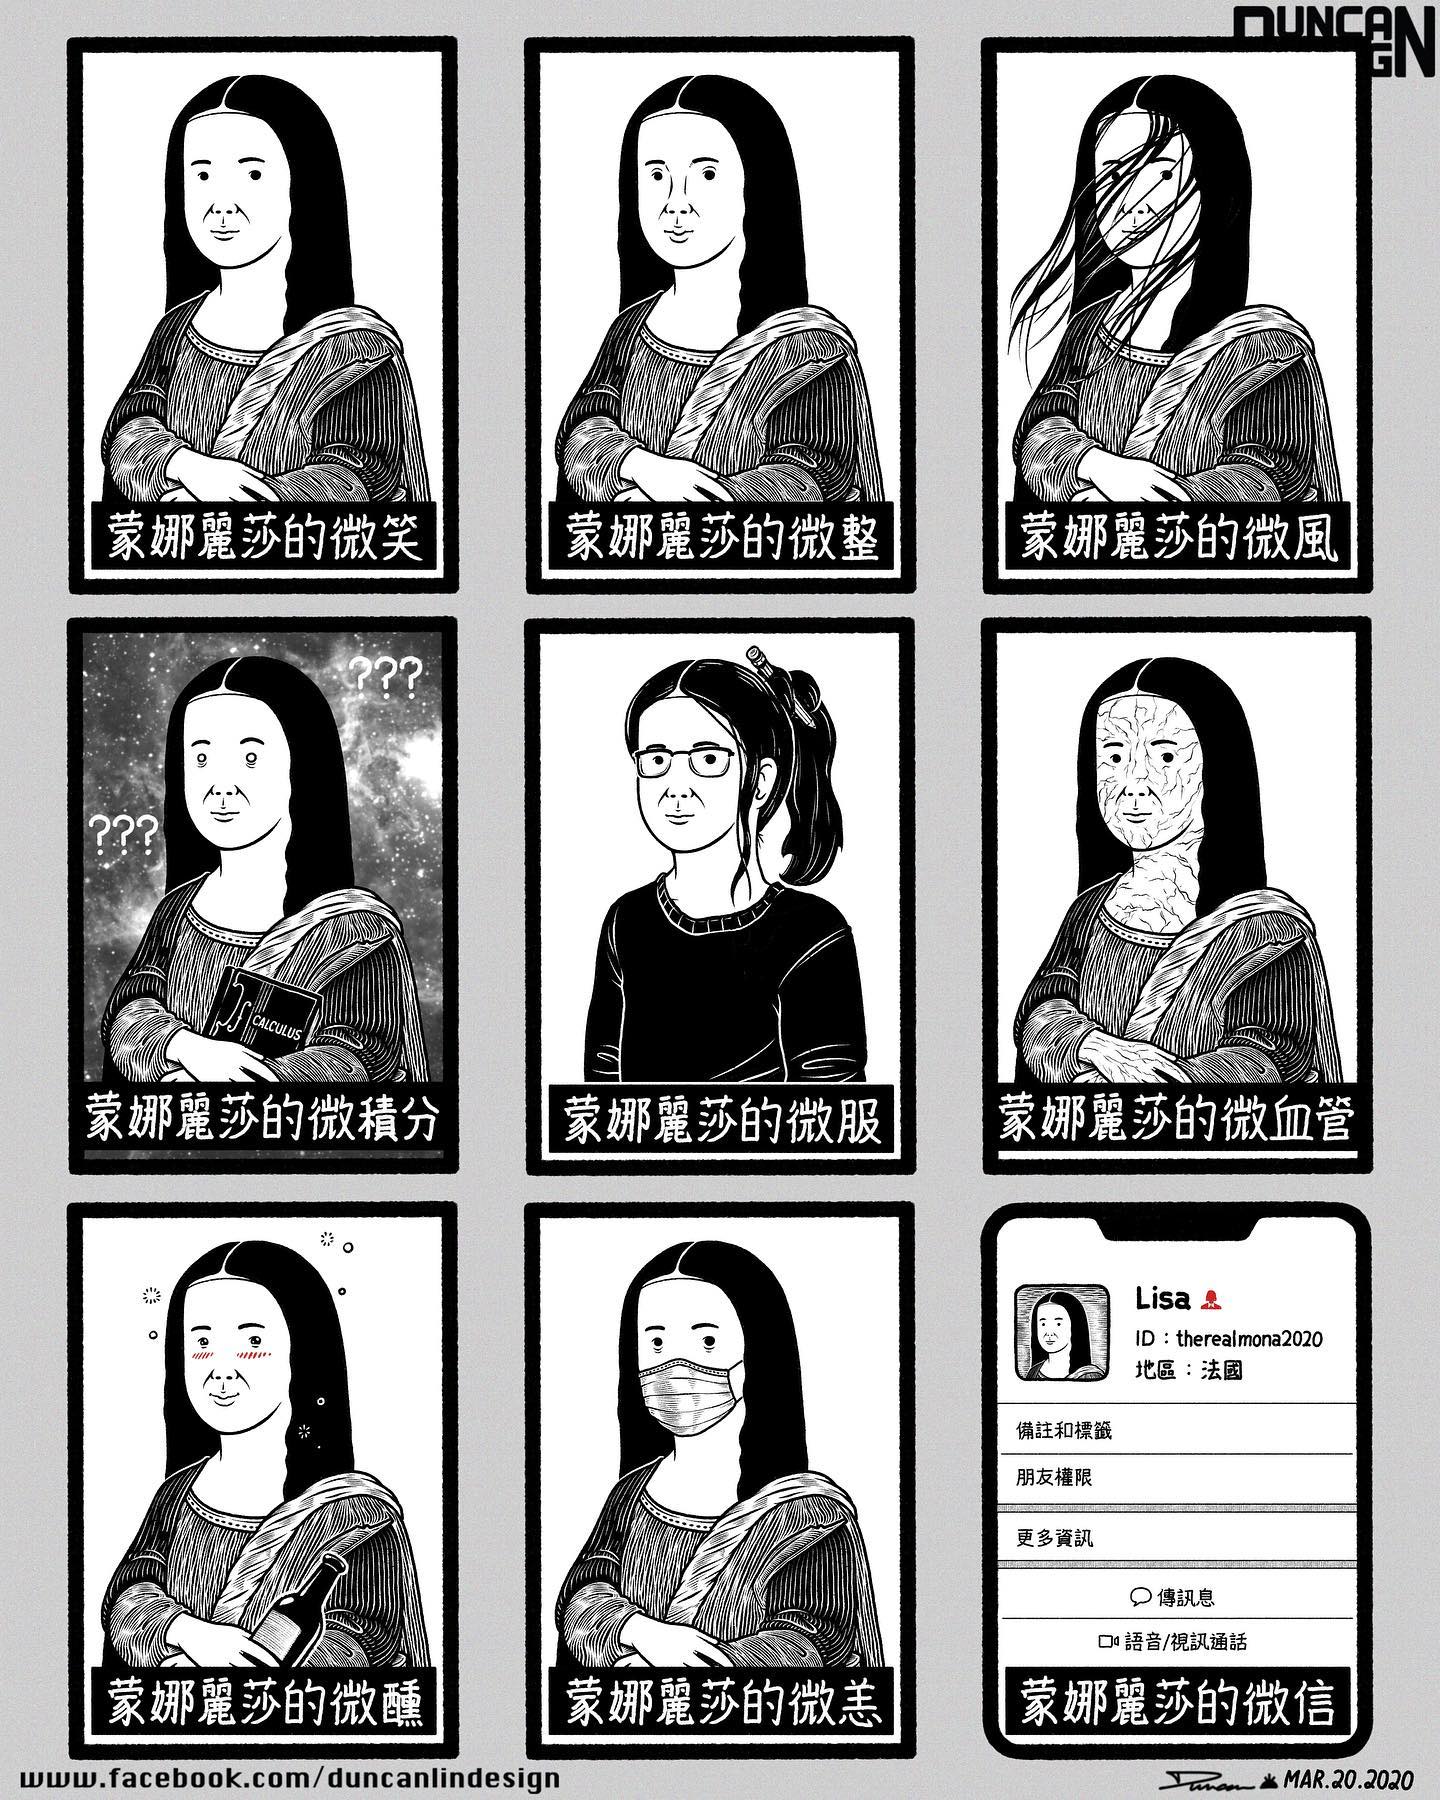 DUNCAN
蒙娜麗莎的微笑
蒙娜麗莎的微整
蒙娜麗莎的微風
???
???
CALCULUS
蒙娜麗莎的微積分
蒙娜麗莎的微服
蒙娜麗莎的微血管
蒙娜麗莎的微醺
蒙娜麗莎的微恙
Lisa
ID：therealmona2020
地區：法國
備註和標籤
朋友權限
更多資訊
傳訊息
語音/視訊通話
蒙娜麗莎的微信
www.facebook.com/duncanlindesign
Duncan MAR.20.2020